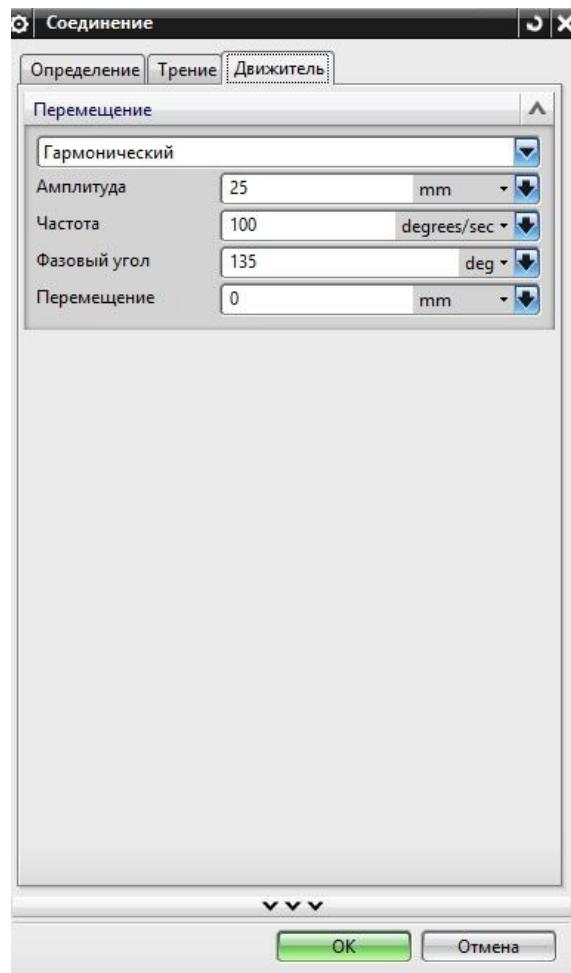 Соединение
Определение Трение Движитель
Перемещение
Гармонический
Амплитуда 25 mm
Частота 100 degrees/sec
Фазовый угол 135 deg
Перемещение 0 mm
OK Отмена